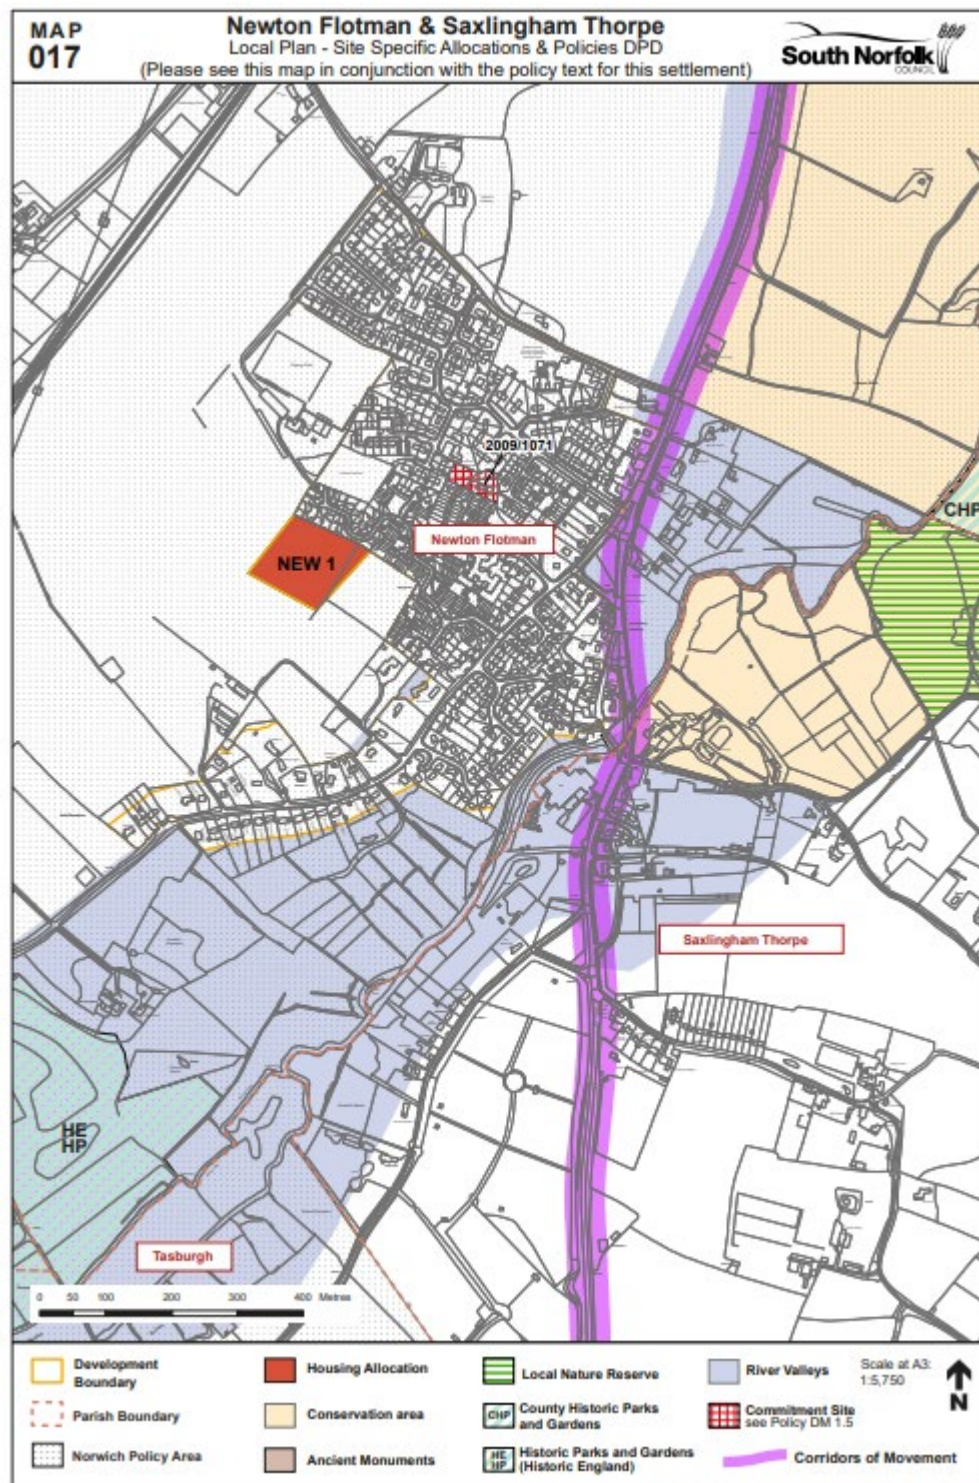 MAP
017
Newton Flotman & Saxlingham Thorpe
Local Plan - Site Specific Allocations & Policies DPD
(Please see this map in conjunction with the policy text for this settlement)
South Norfolk
COUNCIL
2009/1071
CHP
Newton Flotman
NEW 1
Saxlingham Thorpe
HE
HP
Tasburgh
0 50 100 200 300 400 Metres
Development
Boundary
Parish Boundary
Norwich Policy Area
Housing Allocation
Conservation area
Ancient Monuments
Local Nature Reserve
CHP
County Historic Parks
and Gardens
HE
HP
Historic Parks and Gardens
(Historic England)
River Valleys
Commitment Site
see Policy DM 1.5
Corridors of Movement
Scale at A3:
1:5,750
N